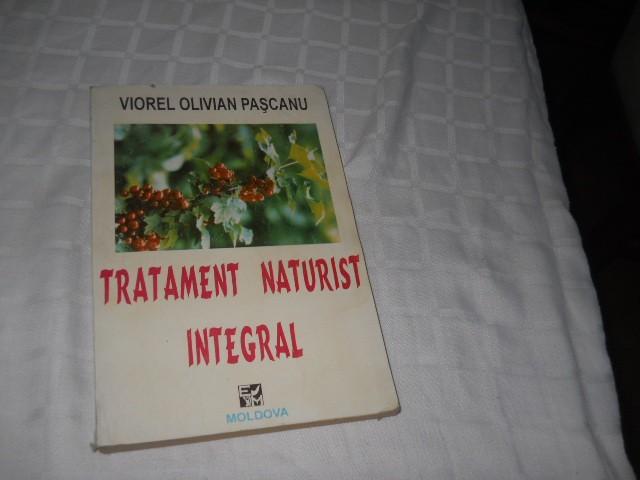 VIOREL OLIVIAN PAŞCANU
TRATAMENT NATURIST
INTEGRAL
MOLDOVA